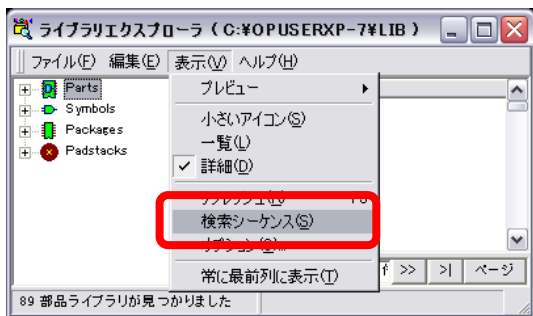 ライブラリエクスプローラ ( C:¥OPUSERXP-7¥LIB )
ファイル(F) 編集(E) 表示(V) ヘルプ(H)
Parts
Symbols
Packages
Padstacks
プレビュー
小さいアイコン(S)
一覧(L)
詳細(D)
検索シーケンス(S)
常に最前列に表示(T)
>> >| ページ
89 部品ライブラリが見つかりました